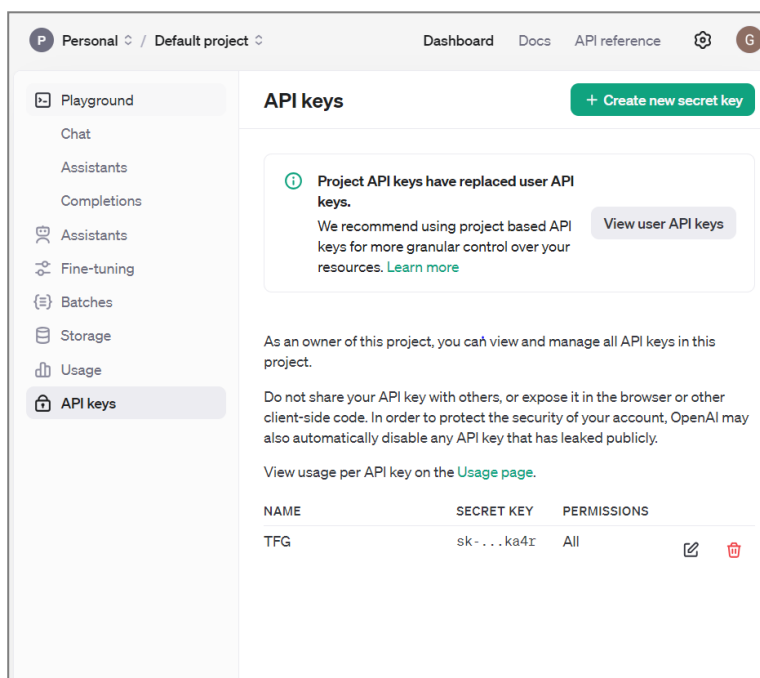 P Personal / Default project Dashboard Docs API reference G
Playground
Chat
Assistants
Completions
Assistants
Fine-tuning
Batches
Storage
Usage
API keys
API keys
+ Create new secret key
Project API keys have replaced user API
keys.
We recommend using project based API
keys for more granular control over your
resources. Learn more
View user API keys
As an owner of this project, you can view and manage all API keys in this
project.
Do not share your API key with others, or expose it in the browser or other
client-side code. In order to protect the security of your account, OpenAI may
also automatically disable any API key that has leaked publicly.
View usage per API key on the Usage page.
NAME SECRET KEY PERMISSIONS
TFG sk-...ka4r All